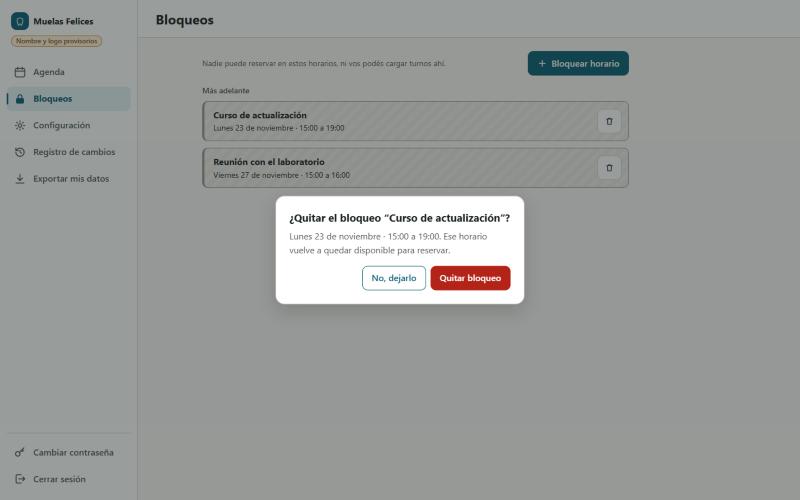 Muelas Felices
Nombre y logo provisorios
Agenda
Bloqueos
Configuración
Registro de cambios
Exportar mis datos
Cambiar contraseña
Cerrar sesión
Bloqueos
Nadie puede reservar en estos horarios, ni vos podés cargar turnos ahí.
Bloquear horario
Más adelante
Curso de actualización
Lunes 23 de noviembre · 15:00 a 19:00
Reunión con el laboratorio
Viernes 27 de noviembre · 15:00 a 16:00
¿Quitar el bloqueo “Curso de actualización”?
Lunes 23 de noviembre · 15:00 a 19:00. Ese horario
vuelve a quedar disponible para reservar.
No, dejarlo
Quitar bloqueo